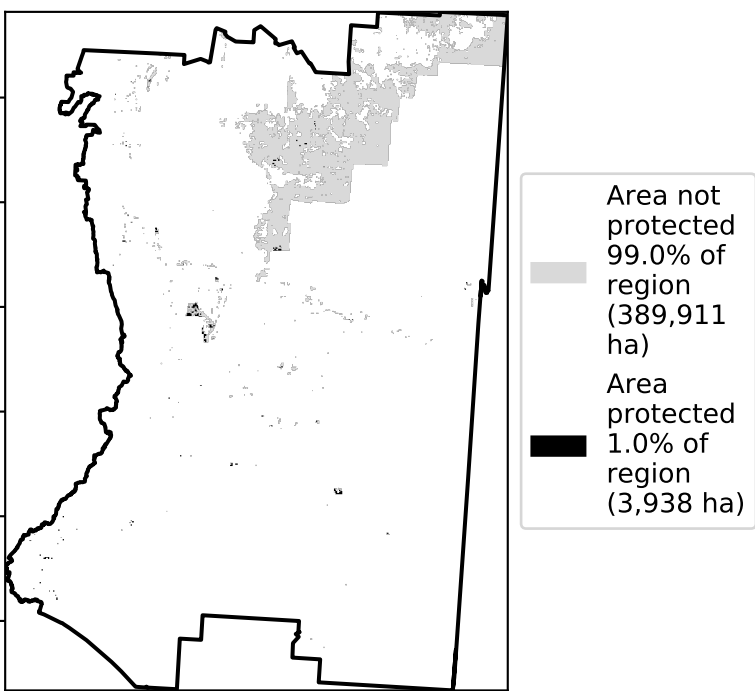 Area not
protected
99.0% of
region
(389,911
ha)
Area
protected
1.0% of
region
(3,938 ha)